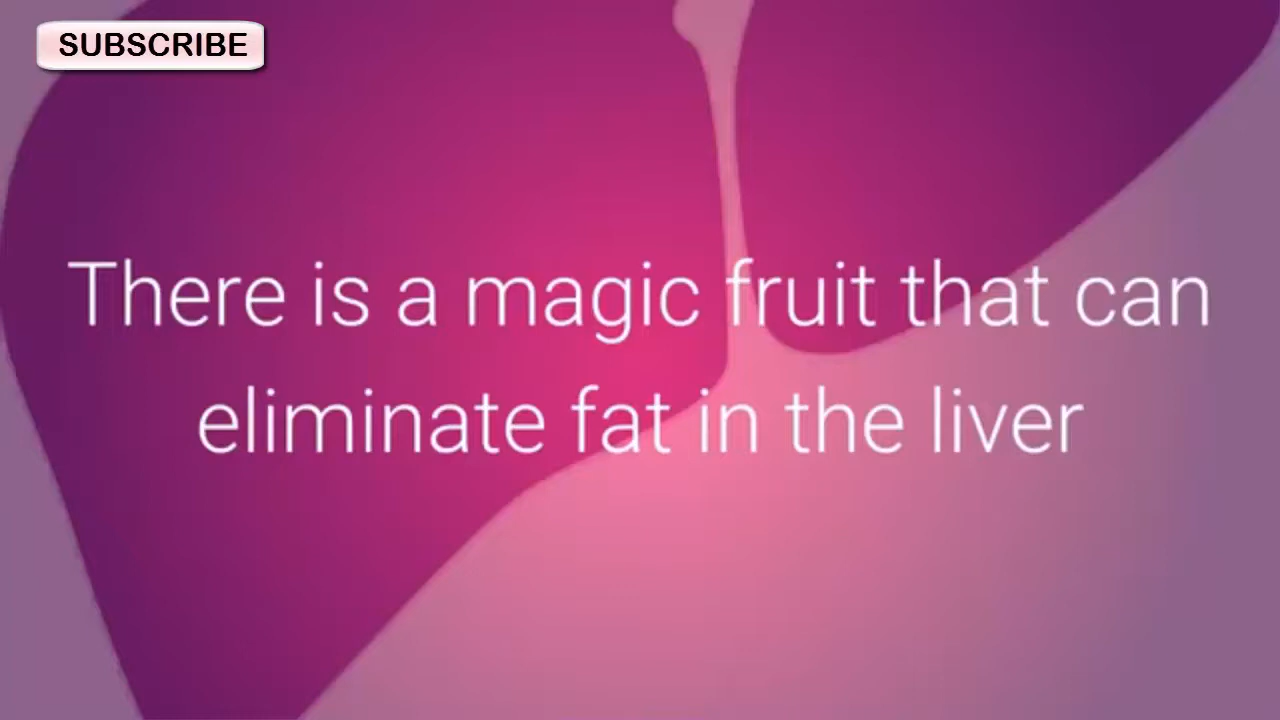 SUBSCRIBE
There is a magic fruit that can
eliminate fat in the liver